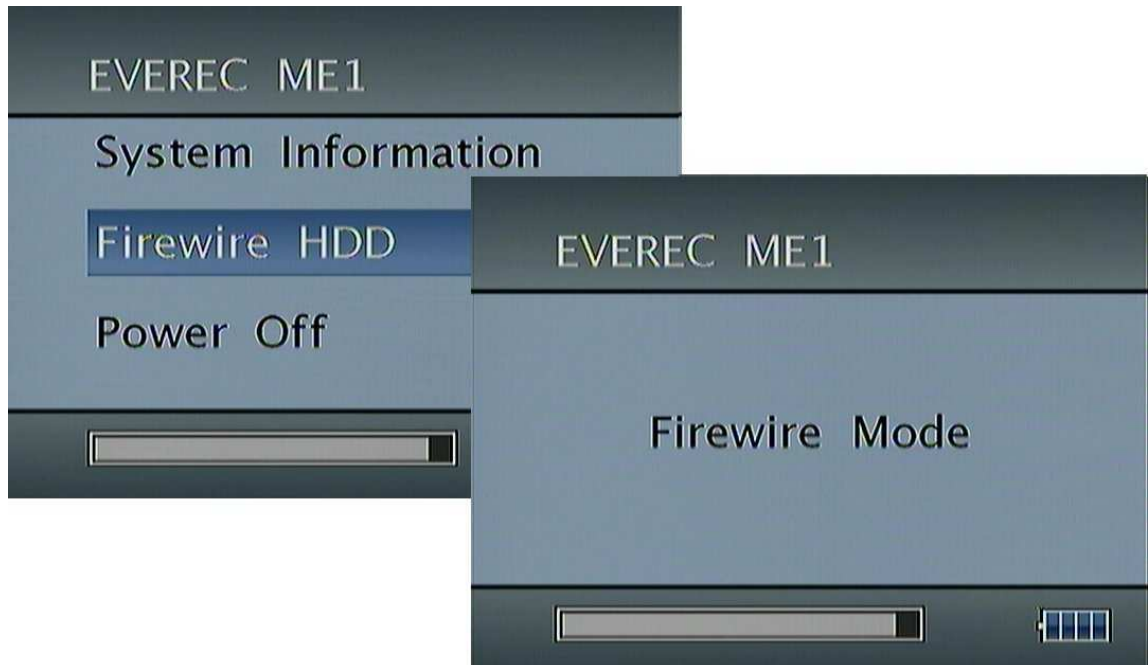 EVEREC ME1
System Information
Firewire HDD
Power Off
EVEREC ME1
Firewire Mode